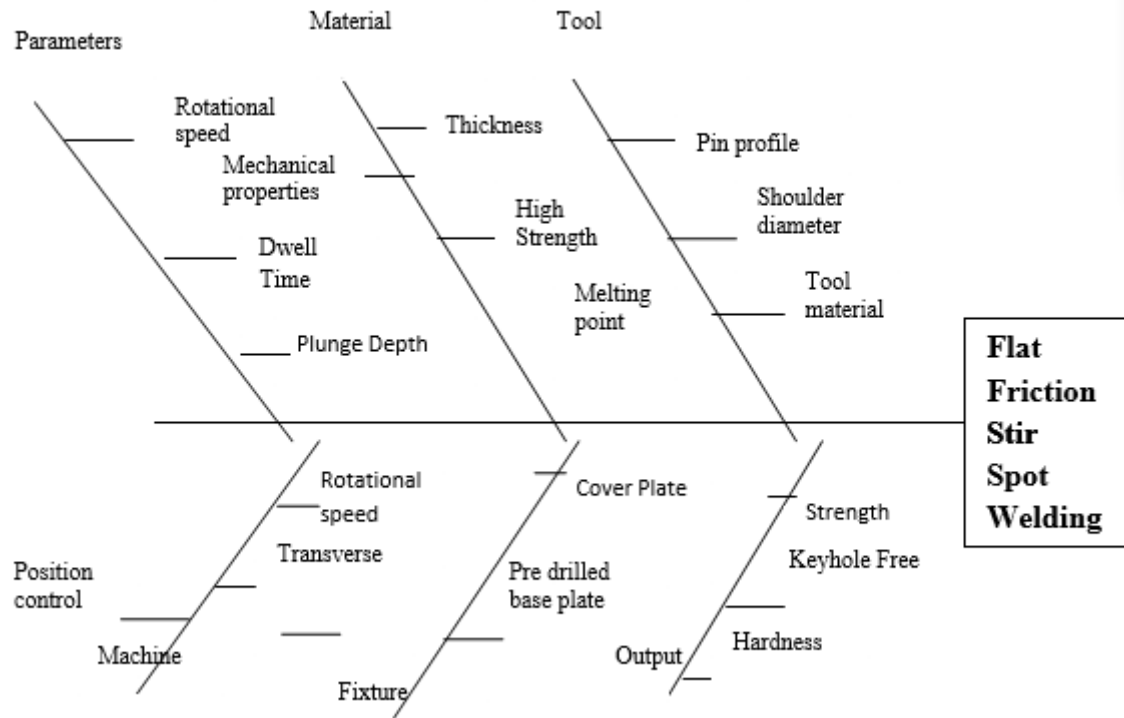 Parameters
Material
Tool
Rotational
speed
Thickness
Mechanical
properties
Pin profile
Shoulder
diameter
High
Strength
Dwell
Time
Melting
point
Tool
material
Plunge Depth
Flat
Friction
Stir
Spot
Welding
Rotational
speed
Cover Plate
Strength
Transverse
Keyhole Free
Position
control
Pre drilled
base plate
Machine
Hardness
Output
Fixture